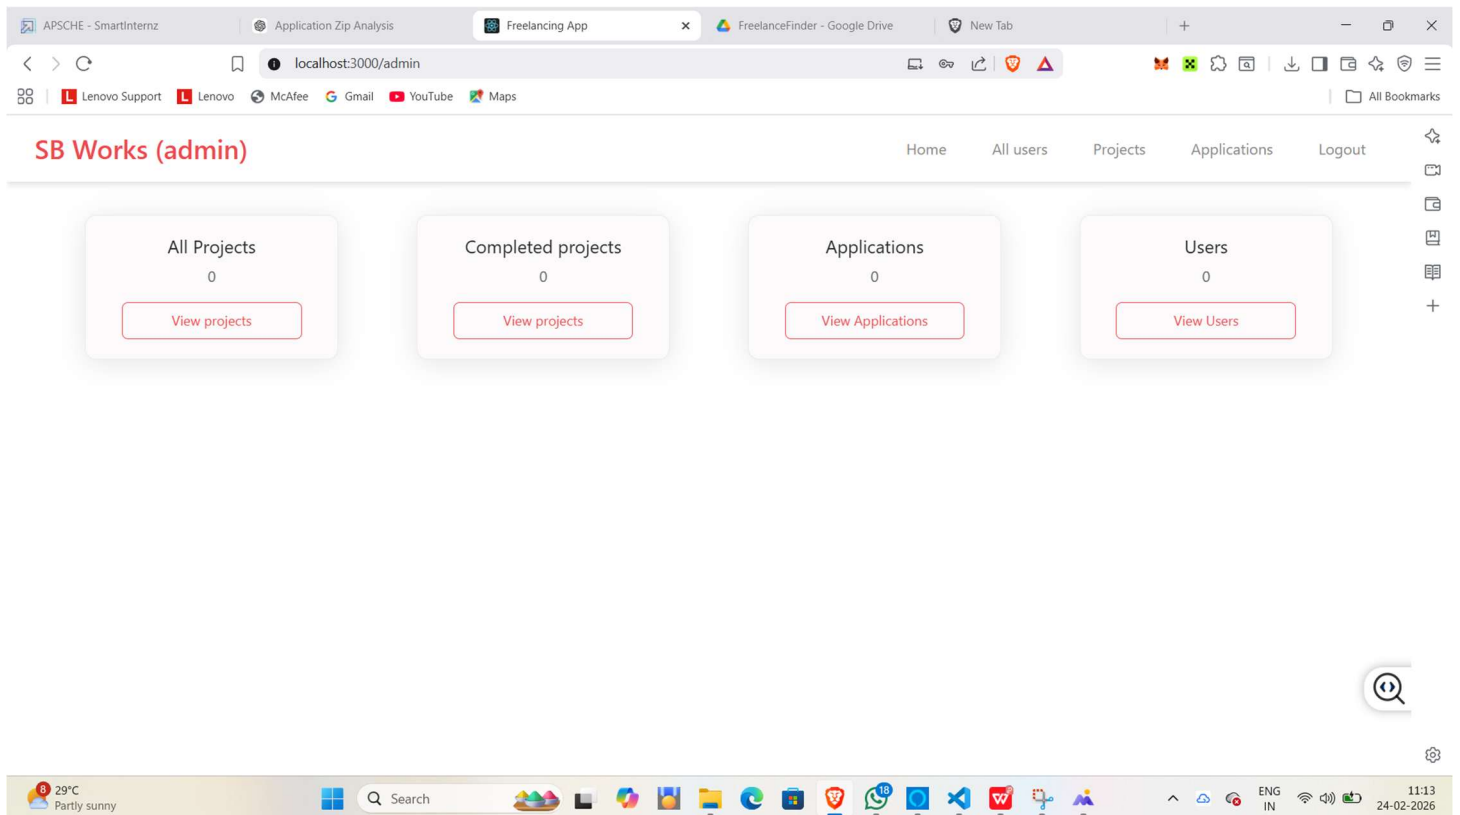 APSCHE - SmartInternz
Application Zip Analysis
Freelancing App
FreelanceFinder - Google Drive
New Tab
localhost:3000/admin
Lenovo Support
Lenovo
McAfee
Gmail
YouTube
Maps
All Bookmarks
SB Works (admin)
Home
All users
Projects
Applications
Logout
All Projects
Completed projects
Applications
Users
0
0
0
0
View projects
View projects
View Applications
View Users
8
29°C
Partly sunny
Search
18
ENG
IN
11:13
24-02-2026